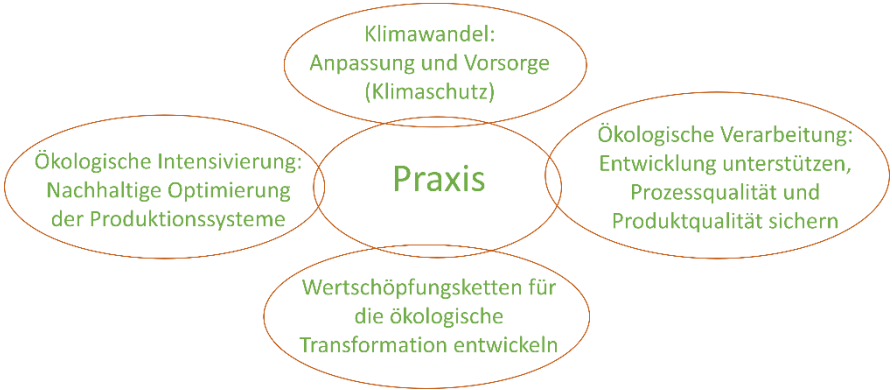 Klimawandel:
Anpassung und Vorsorge
(Klimaschutz)
Ökologische Intensivierung:
Nachhaltige Optimierung
der Produktionssysteme
Praxis
Ökologische Verarbeitung:
Entwicklung unterstützen,
Prozessqualität und
Produktqualität sichern
Wertschöpfungsketten für
die ökologische
Transformation entwickeln